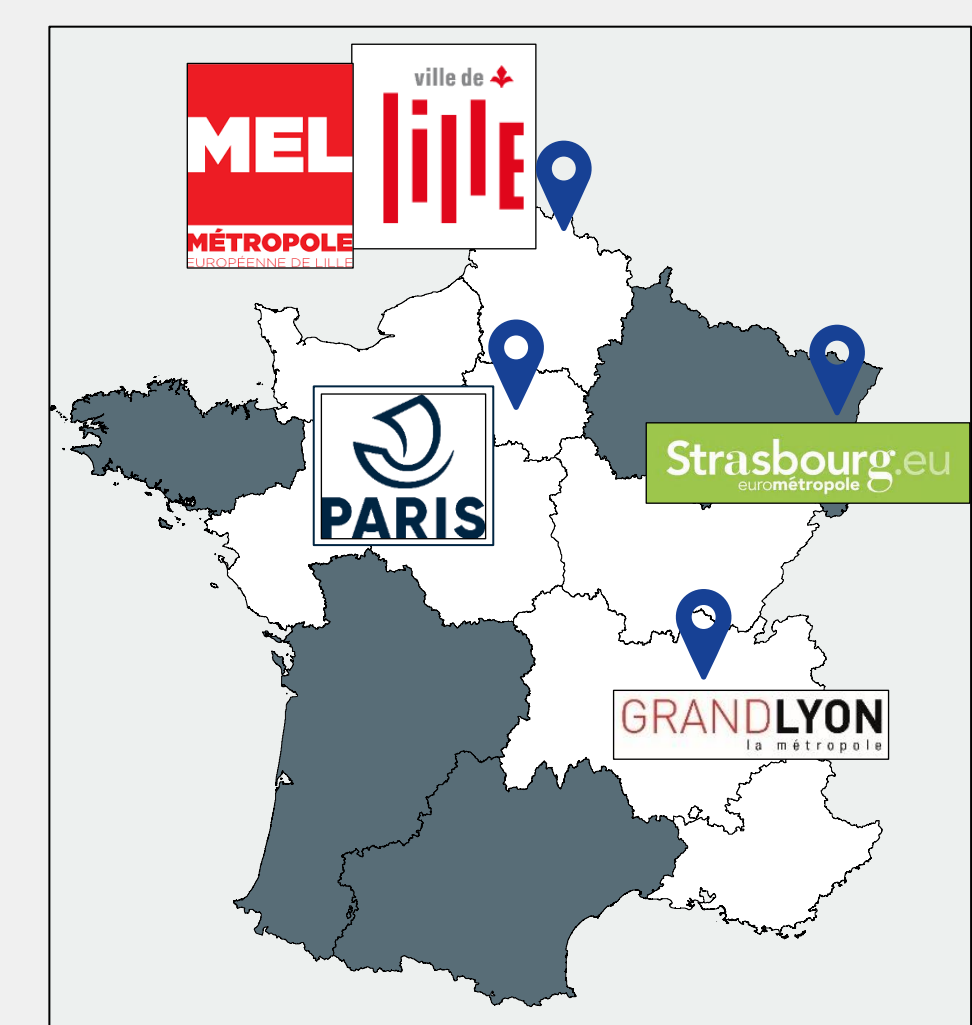 ville de
lille
MEL
MÉTROPOLE
EUROPÉENNE DE LILLE
PARIS
Strasbourg.eu
eurométropole
GRANDLYON
la métropole